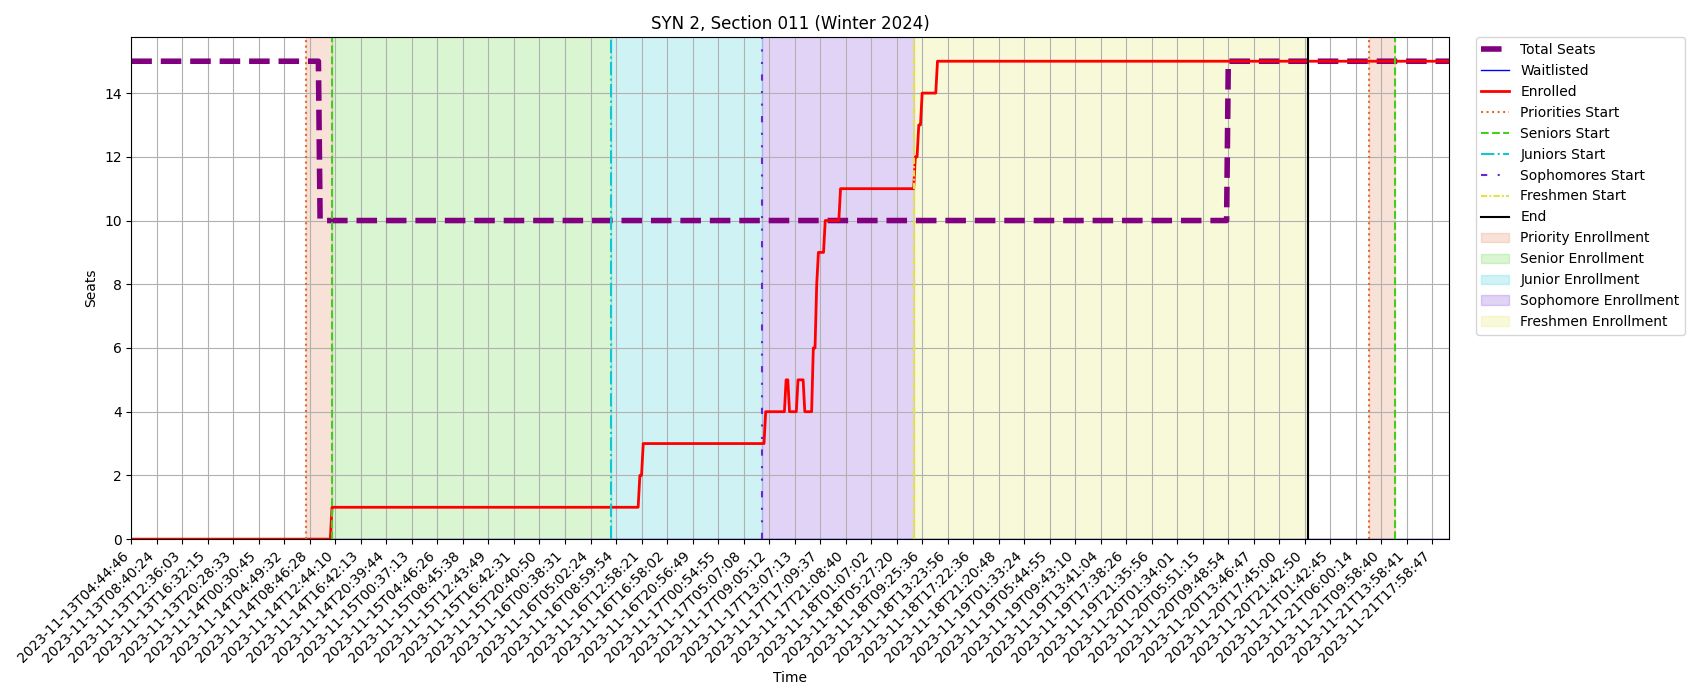 SYN 2, Section 011 (Winter 2024)
Seats
14
12
10
8
6
4
2
0
2023-11-13T04:44:46
2023-11-13T08:40:24
2023-11-13T12:36:03
2023-11-13T16:32:15
2023-11-13T20:28:33
2023-11-14T00:30:45
2023-11-14T04:49:32
2023-11-14T08:46:28
2023-11-14T12:44:10
2023-11-14T16:42:13
2023-11-14T20:39:44
2023-11-15T00:37:13
2023-11-15T04:46:26
2023-11-15T08:45:38
2023-11-15T12:43:49
2023-11-15T16:42:31
2023-11-15T20:40:50
2023-11-16T00:38:31
2023-11-16T05:02:24
2023-11-16T08:59:54
2023-11-16T12:58:21
2023-11-16T16:58:02
2023-11-16T20:56:49
2023-11-17T00:54:55
2023-11-17T05:07:08
2023-11-17T09:05:12
2023-11-17T13:07:13
2023-11-17T17:09:37
2023-11-17T21:08:40
2023-11-18T01:07:02
2023-11-18T05:27:20
2023-11-18T09:25:36
2023-11-18T13:23:56
2023-11-18T17:22:36
2023-11-18T21:20:48
2023-11-19T01:33:24
2023-11-19T05:44:55
2023-11-19T09:43:10
2023-11-19T13:41:04
2023-11-19T17:38:26
2023-11-19T21:35:56
2023-11-20T01:34:01
2023-11-20T05:51:15
2023-11-20T09:48:54
2023-11-20T13:46:47
2023-11-20T17:45:00
2023-11-20T21:42:50
2023-11-21T01:42:45
2023-11-21T06:00:14
2023-11-21T09:58:40
2023-11-21T13:58:41
2023-11-21T17:58:47
Time
Total Seats
Waitlisted
Enrolled
Priorities Start
Seniors Start
Juniors Start
Sophomores Start
Freshmen Start
End
Priority Enrollment
Senior Enrollment
Junior Enrollment
Sophomore Enrollment
Freshmen Enrollment